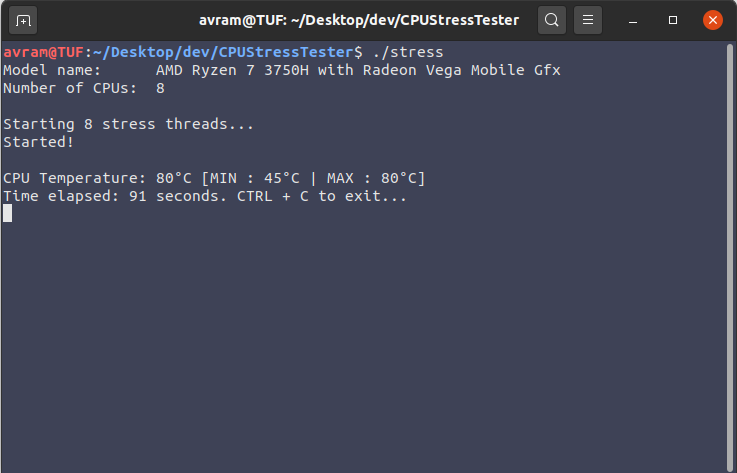 avram@TUF: ~/Desktop/dev/CPUStressTester
avram@TUF:~/Desktop/dev/CPUStressTester$ ./stress
Model name:      AMD Ryzen 7 3750H with Radeon Vega Mobile Gfx
Number of CPUs:  8
Starting 8 stress threads...
Started!
CPU Temperature: 80°C [MIN : 45°C | MAX : 80°C]
Time elapsed: 91 seconds. CTRL + C to exit...